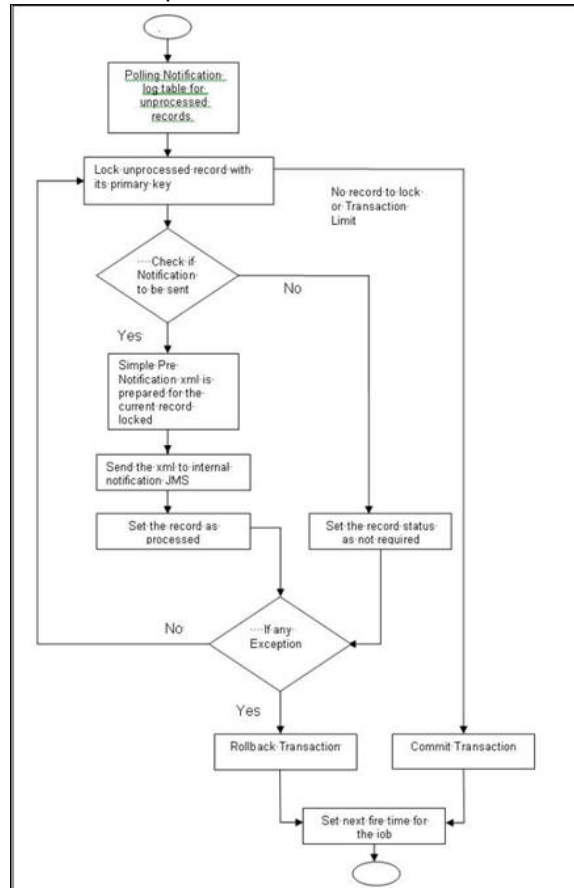 Polling Notification
log table for
unprocessed
records.
Lock unprocessed record with
its primary key
No record to lock
or Transaction
Limit
Check if
Notification
to be sent
No
Yes
Simple Pre
Notification xml is
prepared for the
current record
locked
Send the xml to internal
notification JMS
Set the record as
processed
Set the record status
as not required
No
If any
Exception
Yes
Rollback Transaction
Commit Transaction
Set next fire time for
the job